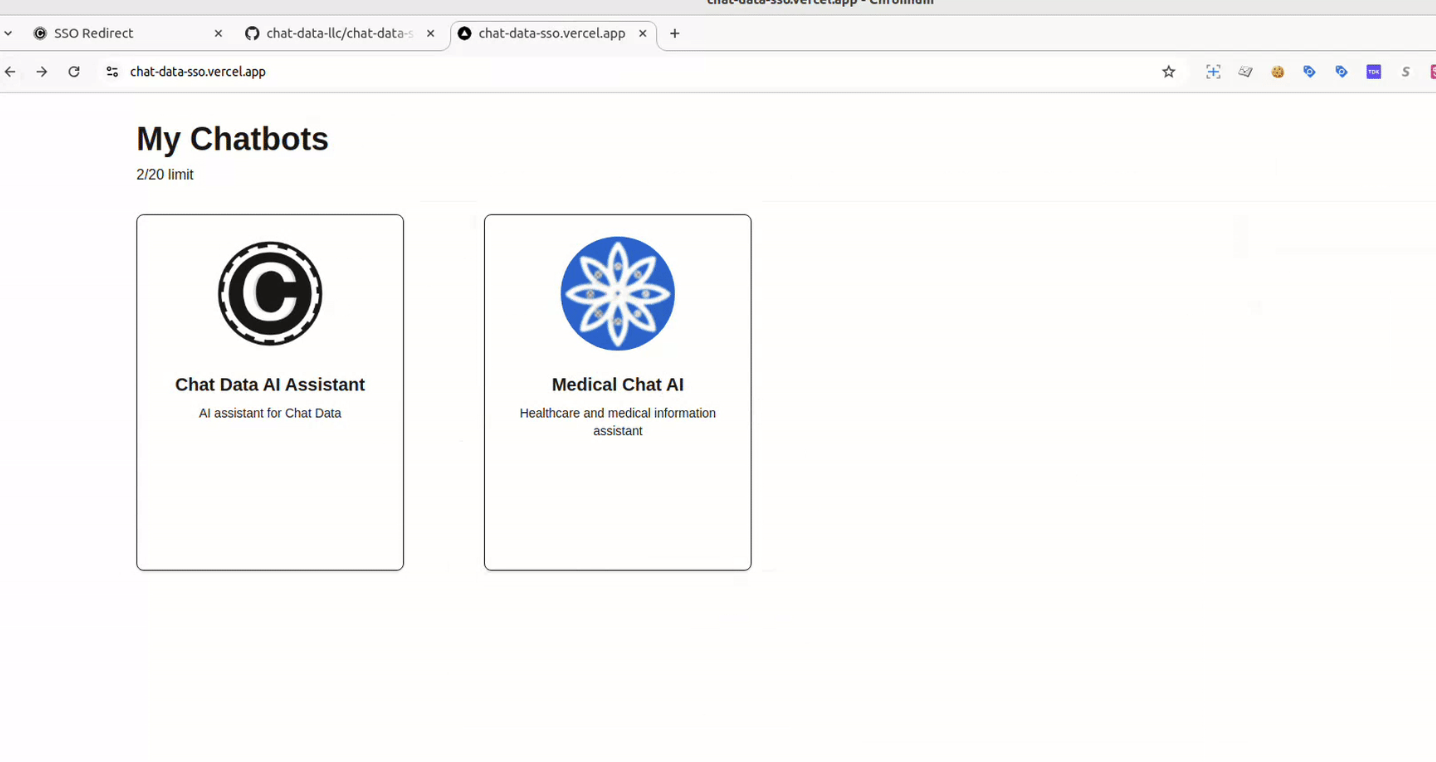 chat-data-sso.vercel.app - Chromium
SSO Redirect
chat-data-llc/chat-data-s
chat-data-sso.vercel.app
chat-data-sso.vercel.app
TDK
S
My Chatbots
2/20 limit
C
Chat Data AI Assistant
AI assistant for Chat Data
Medical Chat AI
Healthcare and medical information
assistant